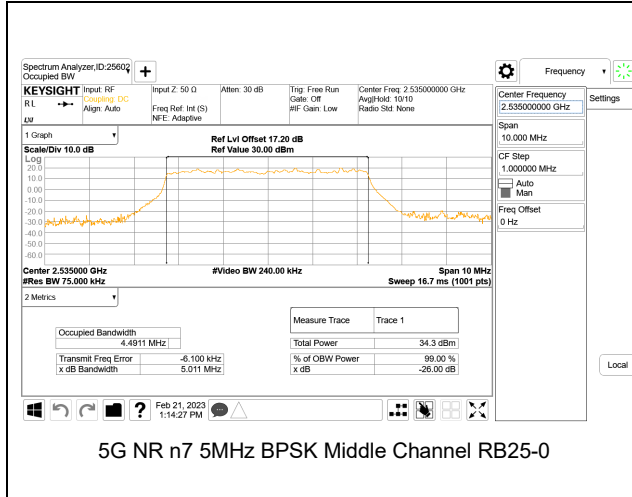 Spectrum Analyzer,ID:25602
Occupied BW
Frequency
KEYSIGHT Input: RF Input Z: 50 Ω Atten: 30 dB Trig: Free Run Center Freq: 2.535000000 GHz
RL Coupling: DC Gate: Off Avg|Hold: 10/10
Align: Auto Freq Ref: Int (S) #IF Gain: Low Radio Std: None
NFE: Adaptive
Center Frequency
2.535000000 GHz
Settings
Span
10.000 MHz
CF Step
1.000000 MHz
Auto
Man
Freq Offset
0 Hz
Local
1 Graph
Scale/Div 10.0 dB
Ref Lvl Offset 17.20 dB
Ref Value 30.00 dBm
Log
20.0
10.0
0.00
-10.0
-20.0
-30.0
-40.0
-50.0
-60.0
Center 2.535000 GHz #Video BW 240.00 kHz Span 10 MHz
#Res BW 75.000 kHz Sweep 16.7 ms (1001 pts)
2 Metrics
Measure Trace Trace 1
Occupied Bandwidth
4.4911 MHz
Total Power 34.3 dBm
Transmit Freq Error -6.100 kHz % of OBW Power 99.00 %
x dB Bandwidth 5.011 MHz x dB -26.00 dB
Feb 21, 2023
1:14:27 PM
5G NR n7 5MHz BPSK Middle Channel RB25-0